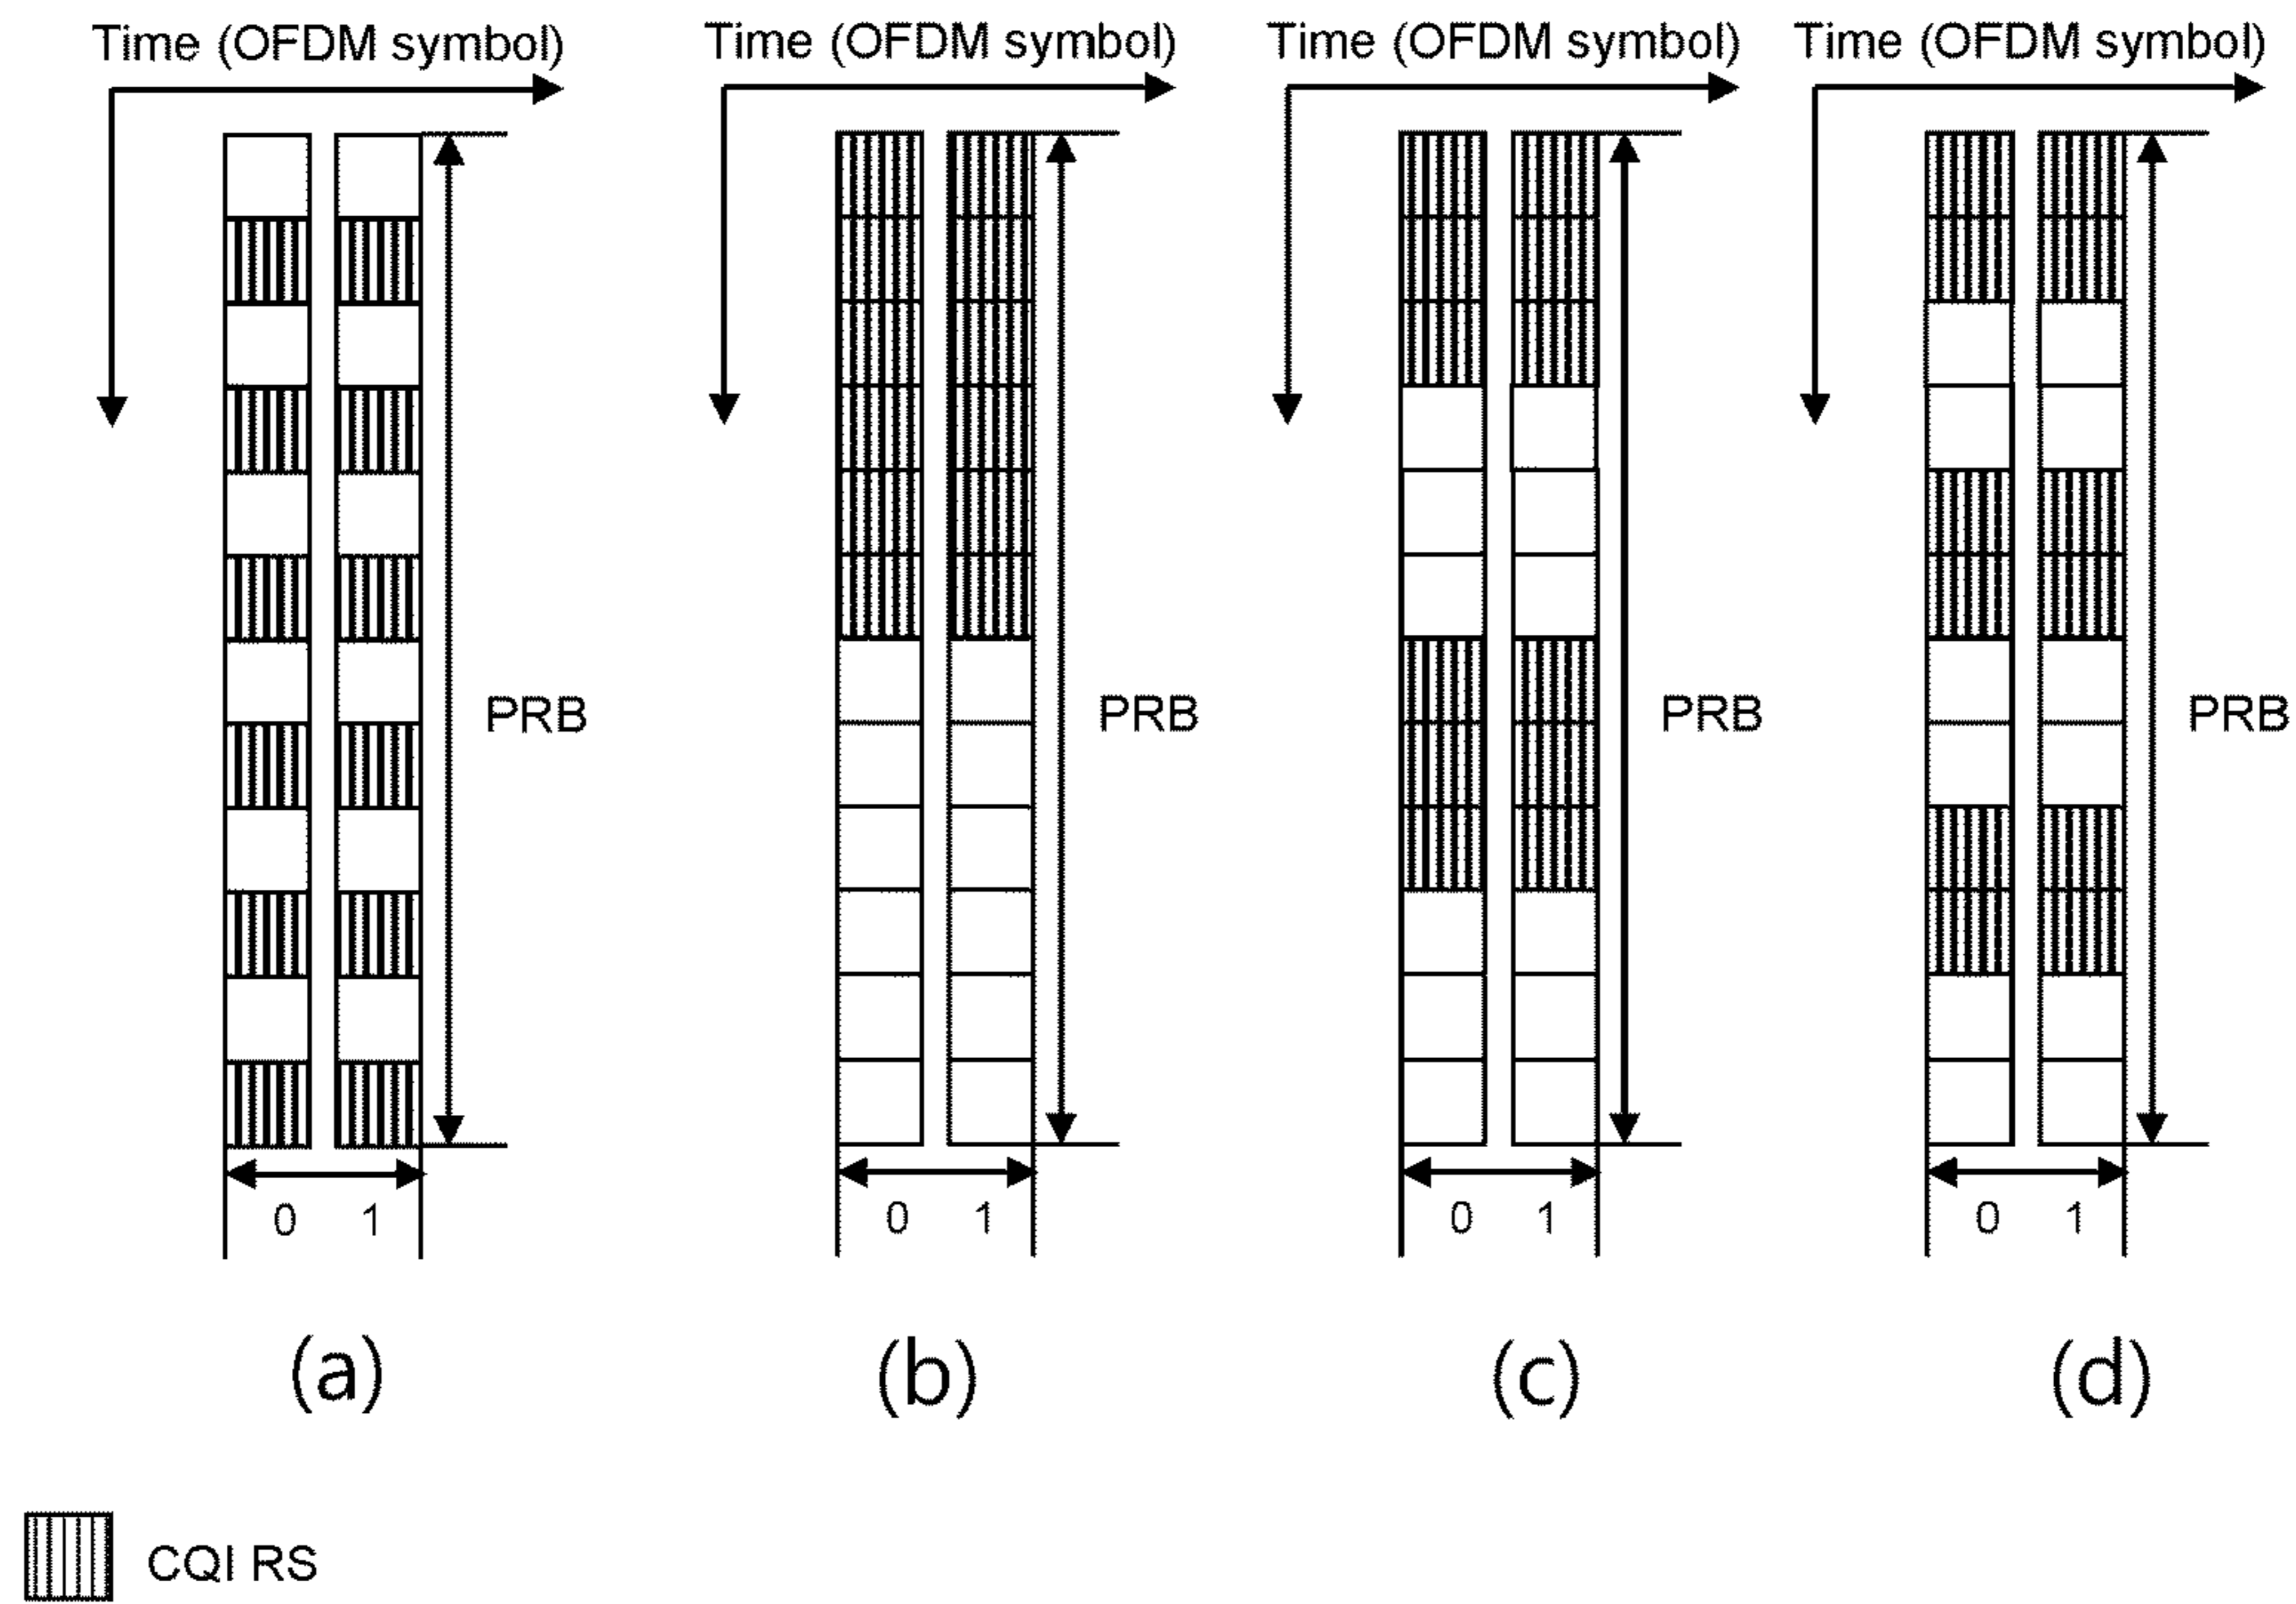 Time (OFDM symbol) Time (OFDM symbol) Time (OFDM symbol) Time (OFDM symbol)
PRB PRB PRB PRB
0 1 0 1 0 1 0 1
(a) (b) (c) (d)
CQI RS